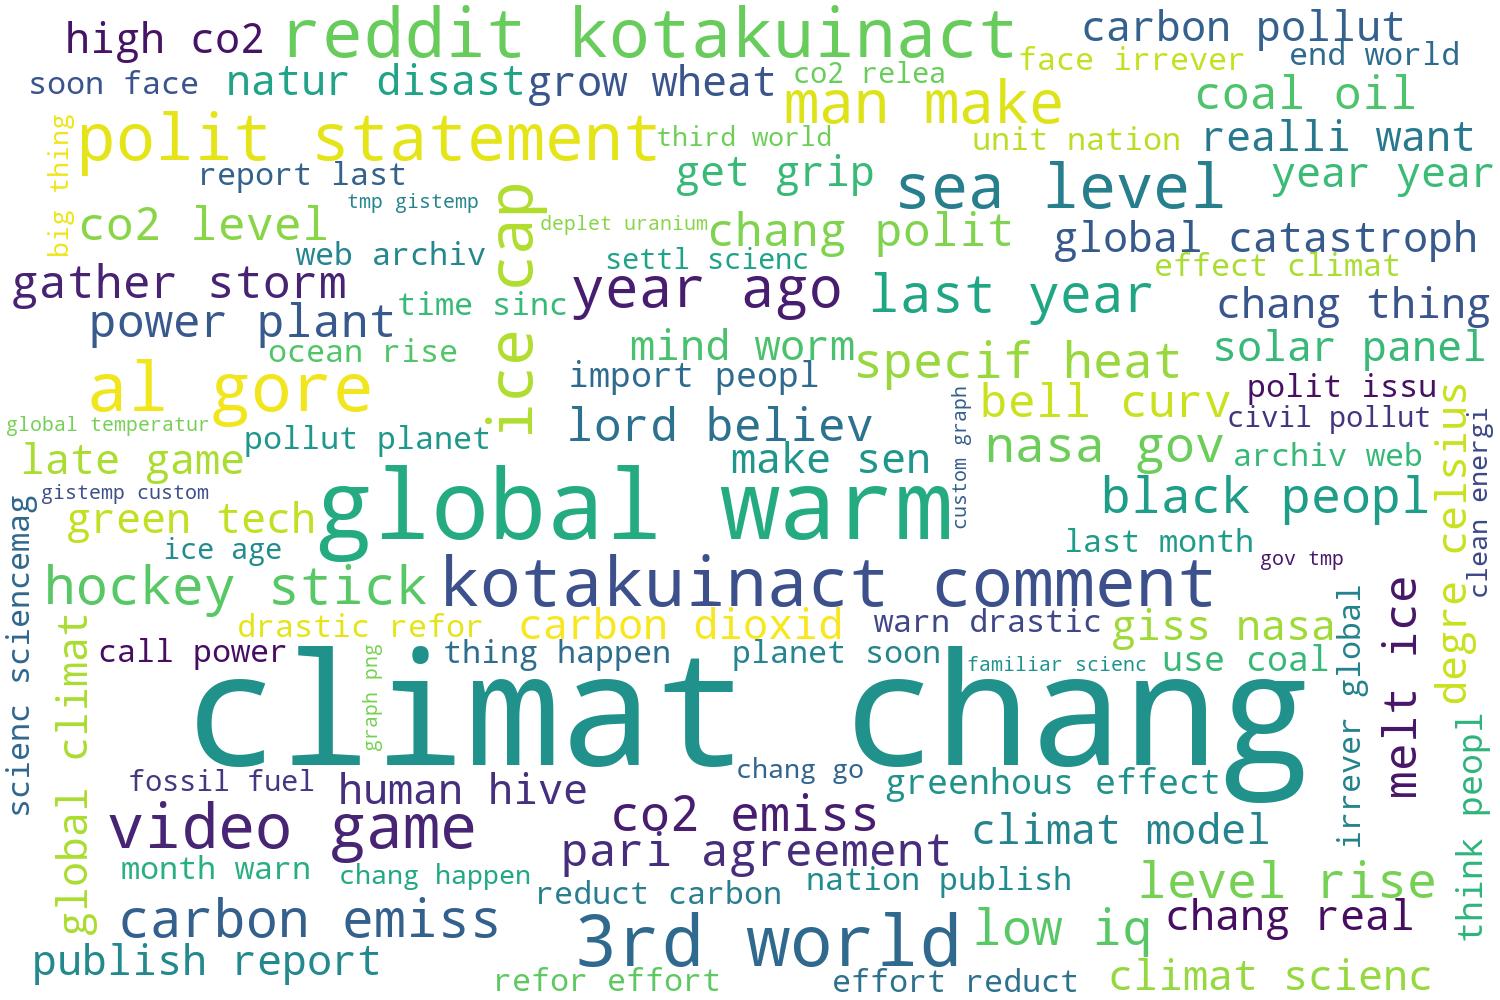 high co2
reddit kotakuinact
carbon pollut
soon face
natur disast
grow wheat
co2 relea
face irrever
end world
man make
coal oil
big thing
polit statement
third world
unit nation
realli want
report last
get grip
sea level
year year
tmp gistemp
ice cap
co2 level
deplet uranium
chang polit
global catastroph
web archiv
settl scienc
effect climat
gather storm
time sinc
year ago
last year
chang thing
power plant
ocean rise
mind worm
specif heat
solar panel
al gore
import peopl
polit issu
global temperatur
pollut planet
lord believ
custom graph
bell curv
civil pollut
degre celsius
clean energi
late game
make sen
nasa gov
archiv web
gistemp custom
green tech
global warm
black peopl
scienc sciencemag
ice age
last month
gov tmp
hockey stick
kotakuinact comment
melt ice
irrever global
global climat
drastic refor
carbon dioxid
warn drastic
giss nasa
call power
graph png
thing happen
planet soon
familiar scienc
use coal
climat chang
think peopl
fossil fuel
human hive
chang go
greenhous effect
video game
co2 emiss
climat model
pari agreement
month warn
chang happen
reduct carbon
nation publish
level rise
carbon emiss
3rd world
low iq
chang real
publish report
refor effort
effort reduct
climat scienc